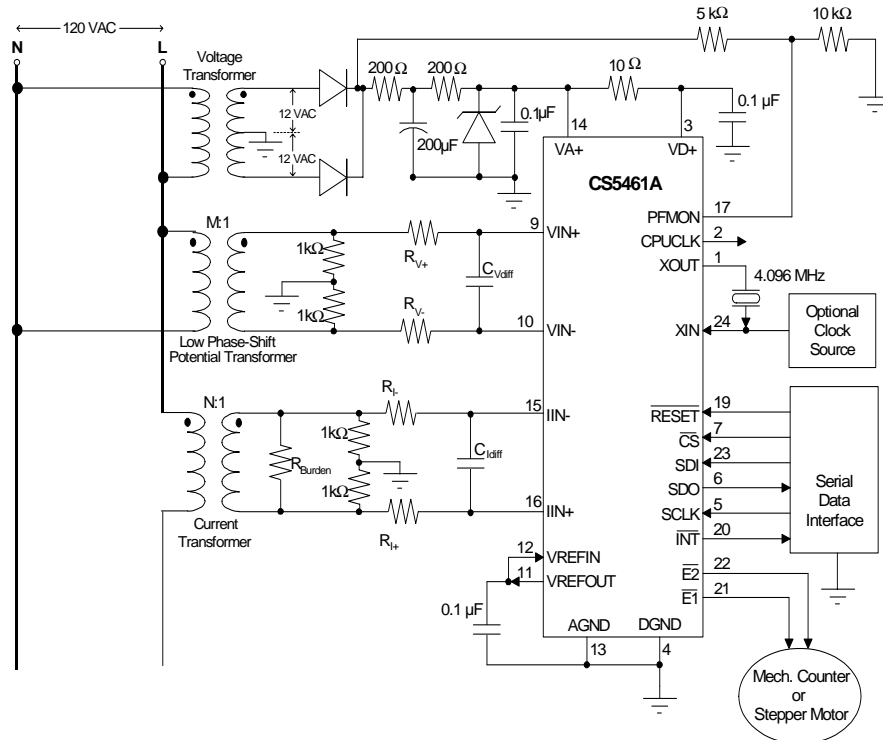 120 VAC
N
L
Voltage
Transformer
12 VAC
12 VAC
200Ω
200Ω
200µF
0.1µF
10Ω
5 kΩ
10 kΩ
0.1 µF
14
3
VA+
VD+
CS5461A
PFMON
17
CPUCLK
2
XOUT
1
4.096 MHz
XIN
24
Optional
Clock
Source
M:1
1kΩ
1kΩ
RV+
RV-
CVdiff
9
VIN+
10
VIN-
Low Phase-Shift
Potential Transformer
N:1
RBurden
1kΩ
1kΩ
RI-
RI+
CIdiff
15
IIN-
16
IIN+
Current
Transformer
12
VREFIN
11
VREFOUT
0.1 µF
AGND
DGND
13
4
RESET
19
CS
7
SDI
23
SDO
6
SCLK
5
INT
20
Serial
Data
Interface
E2
22
E1
21
Mech. Counter
or
Stepper Motor